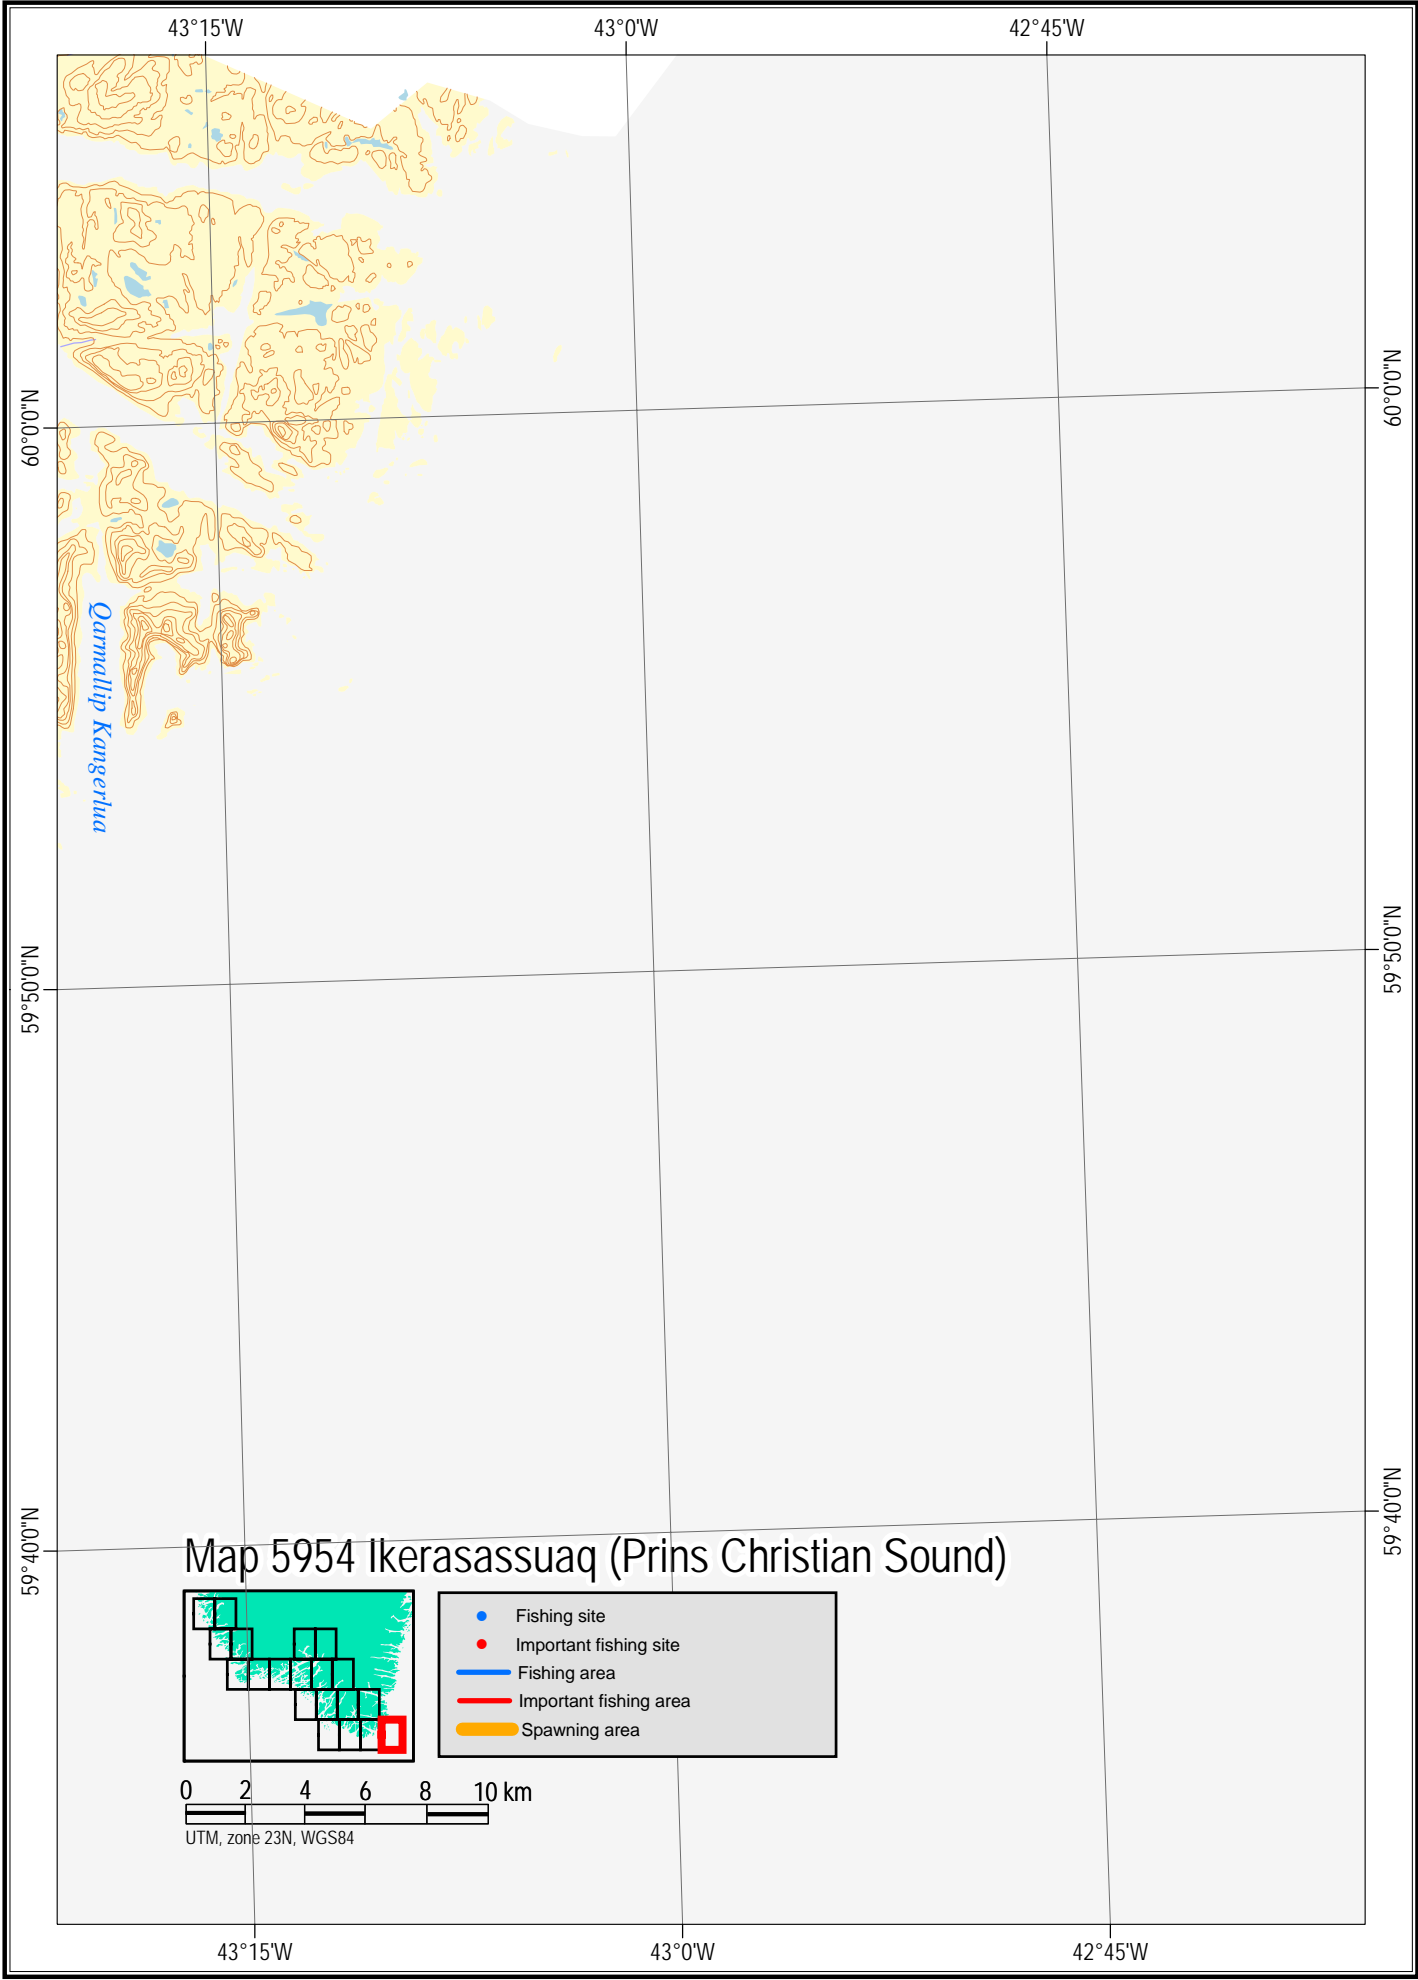 43°15'W 43°0'W 42°45'W
60°0'0"N 60°0'0"N
Qarmallip Kangerlua
59°50'0"N 59°50'0"N
59°40'0"N 59°40'0"N
Map 5954 Ikerasassuaq (Prins Christian Sound)
Fishing site
Important fishing site
Fishing area
Important fishing area
Spawning area
0 2 4 6 8 10 km
UTM, zone 23N, WGS84
43°15'W 43°0'W 42°45'W